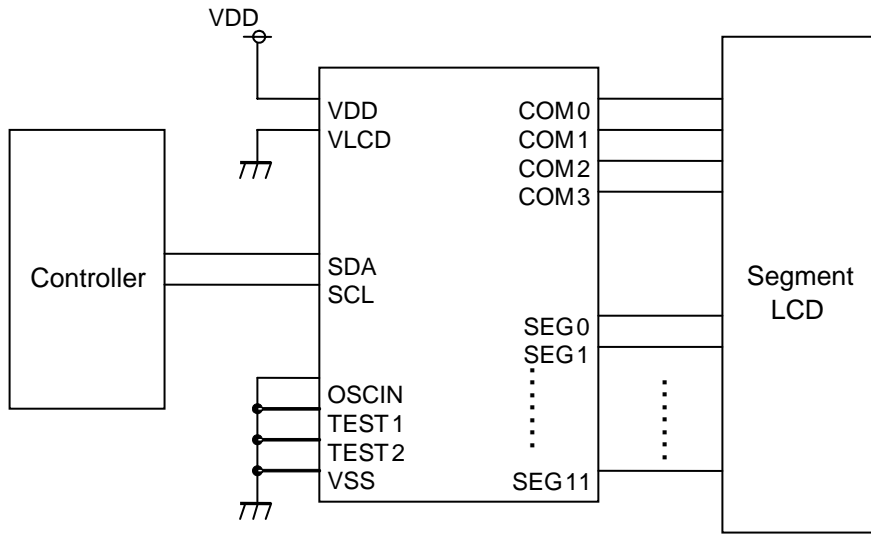 VDD
VDD
VLCD
SDA
SCL
OSCIN
TEST1
TEST2
VSS
COM0
COM1
COM2
COM3
SEG0
SEG1
SEG11
Controller
Segment
LCD